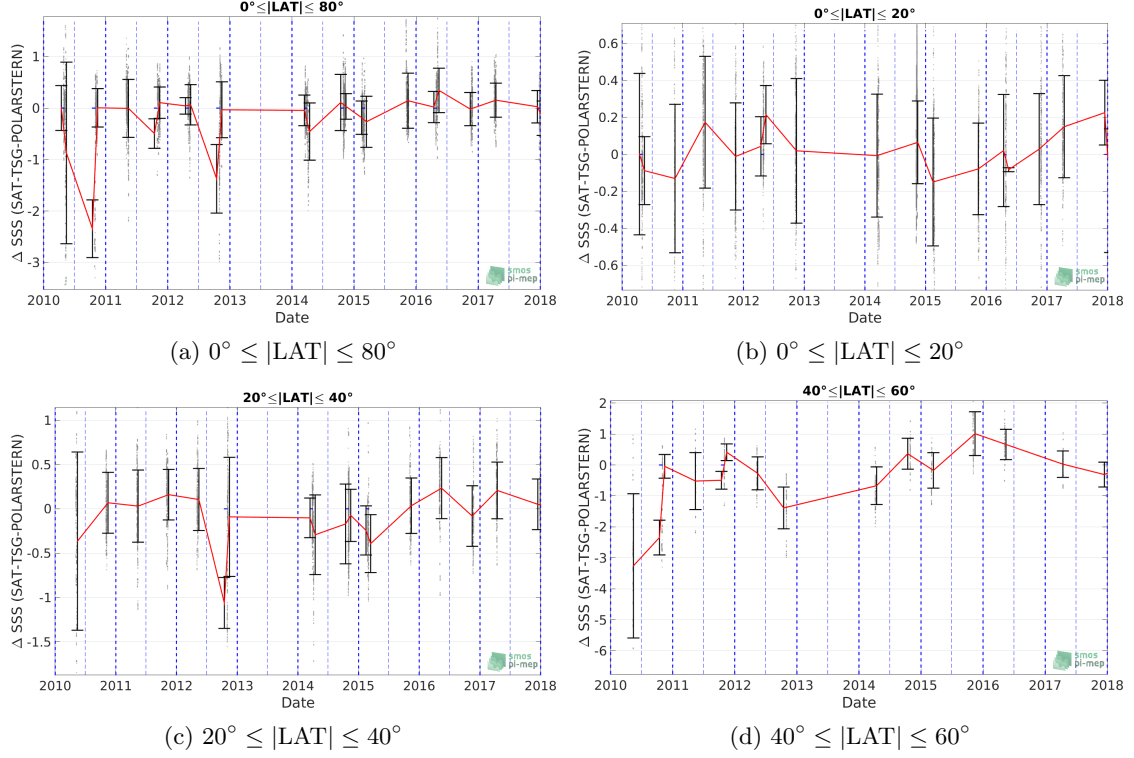 0°≤|LAT|≤ 80°
Δ SSS (SAT-TSG-POLARSTERN)
1
0
-1
-2
-3
2010 2011 2012 2013 2014 2015 2016 2017 2018
Date
smos
pi-mep
(a) 0° ≤ |LAT| ≤ 80°
0°≤|LAT|≤ 20°
Δ SSS (SAT-TSG-POLARSTERN)
0.6
0.4
0.2
0
-0.2
-0.4
-0.6
2010 2011 2012 2013 2014 2015 2016 2017 2018
Date
smos
pi-mep
(b) 0° ≤ |LAT| ≤ 20°
20°≤|LAT|≤ 40°
Δ SSS (SAT-TSG-POLARSTERN)
1
0.5
0
-0.5
-1
-1.5
2010 2011 2012 2013 2014 2015 2016 2017 2018
Date
smos
pi-mep
(c) 20° ≤ |LAT| ≤ 40°
40°≤|LAT|≤ 60°
Δ SSS (SAT-TSG-POLARSTERN)
2
1
0
-1
-2
-3
-4
-5
-6
2010 2011 2012 2013 2014 2015 2016 2017 2018
Date
smos
pi-mep
(d) 40° ≤ |LAT| ≤ 60°